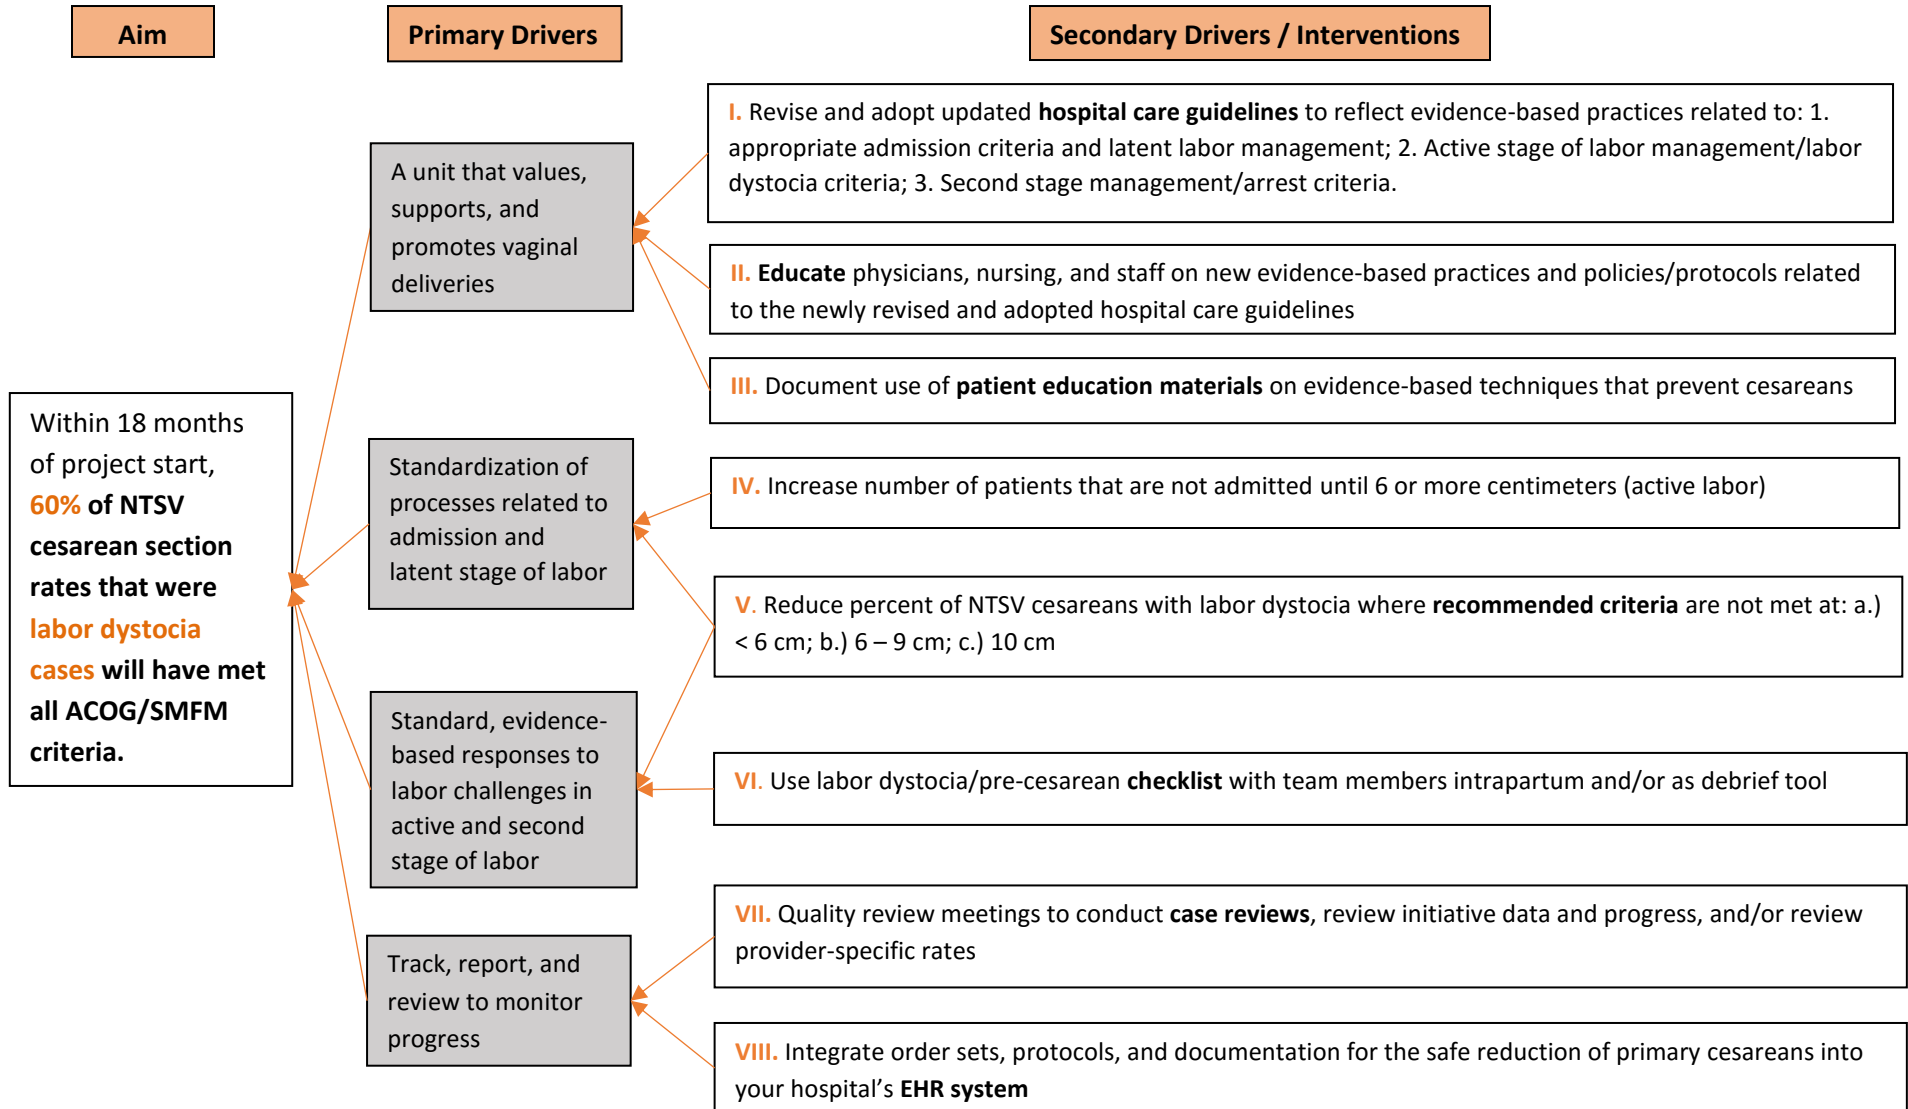 Aim
Primary Drivers
Secondary Drivers / Interventions
Within 18 months
of project start,
60% of NTSV
cesarean section
rates that were
labor dystocia
cases will have met
all ACOG/SMFM
criteria.
A unit that values,
supports, and
promotes vaginal
deliveries
Standardization of
processes related to
admission and
latent stage of labor
Standard, evidence-
based responses to
labor challenges in
active and second
stage of labor
Track, report, and
review to monitor
progress
I. Revise and adopt updated hospital care guidelines to reflect evidence-based practices related to: 1.
appropriate admission criteria and latent labor management; 2. Active stage of labor management/labor
dystocia criteria; 3. Second stage management/arrest criteria.
II. Educate physicians, nursing, and staff on new evidence-based practices and policies/protocols related
to the newly revised and adopted hospital care guidelines
III. Document use of patient education materials on evidence-based techniques that prevent cesareans
IV. Increase number of patients that are not admitted until 6 or more centimeters (active labor)
V. Reduce percent of NTSV cesareans with labor dystocia where recommended criteria are not met at: a.)
< 6 cm; b.) 6 – 9 cm; c.) 10 cm
VI. Use labor dystocia/pre-cesarean checklist with team members intrapartum and/or as debrief tool
VII. Quality review meetings to conduct case reviews, review initiative data and progress, and/or review
provider-specific rates
VIII. Integrate order sets, protocols, and documentation for the safe reduction of primary cesareans into
your hospital's EHR system